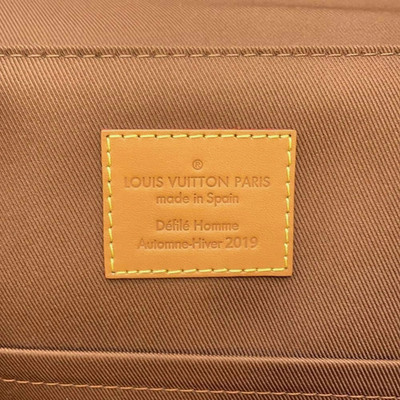 ®
LOUIS VUITTON PARIS
made in Spain
Défilé Homme
Automne-Hiver 2019